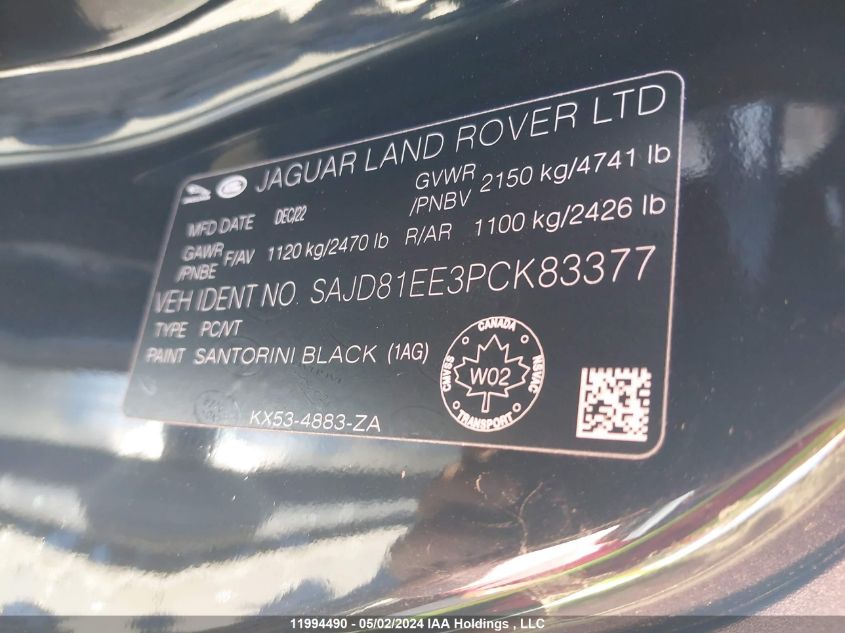 JAGUAR LAND ROVER LTD
MFD DATE DEC/22 GVWR /PNBV 2150 kg/4741 lb
GAWR /PNBE F/AV 1120 kg/2470 lb R/AR 1100 kg/2426 lb
VEH IDENT NO. SAJD81EE3PCK83377
TYPE PC/VT
PAINT SANTORINI BLACK (1AG)
CANADA
CMVSS NSVAC
W02
TRANSPORT
KX53-4883-ZA
11994490 - 05/02/2024 IAA Holdings , LLC